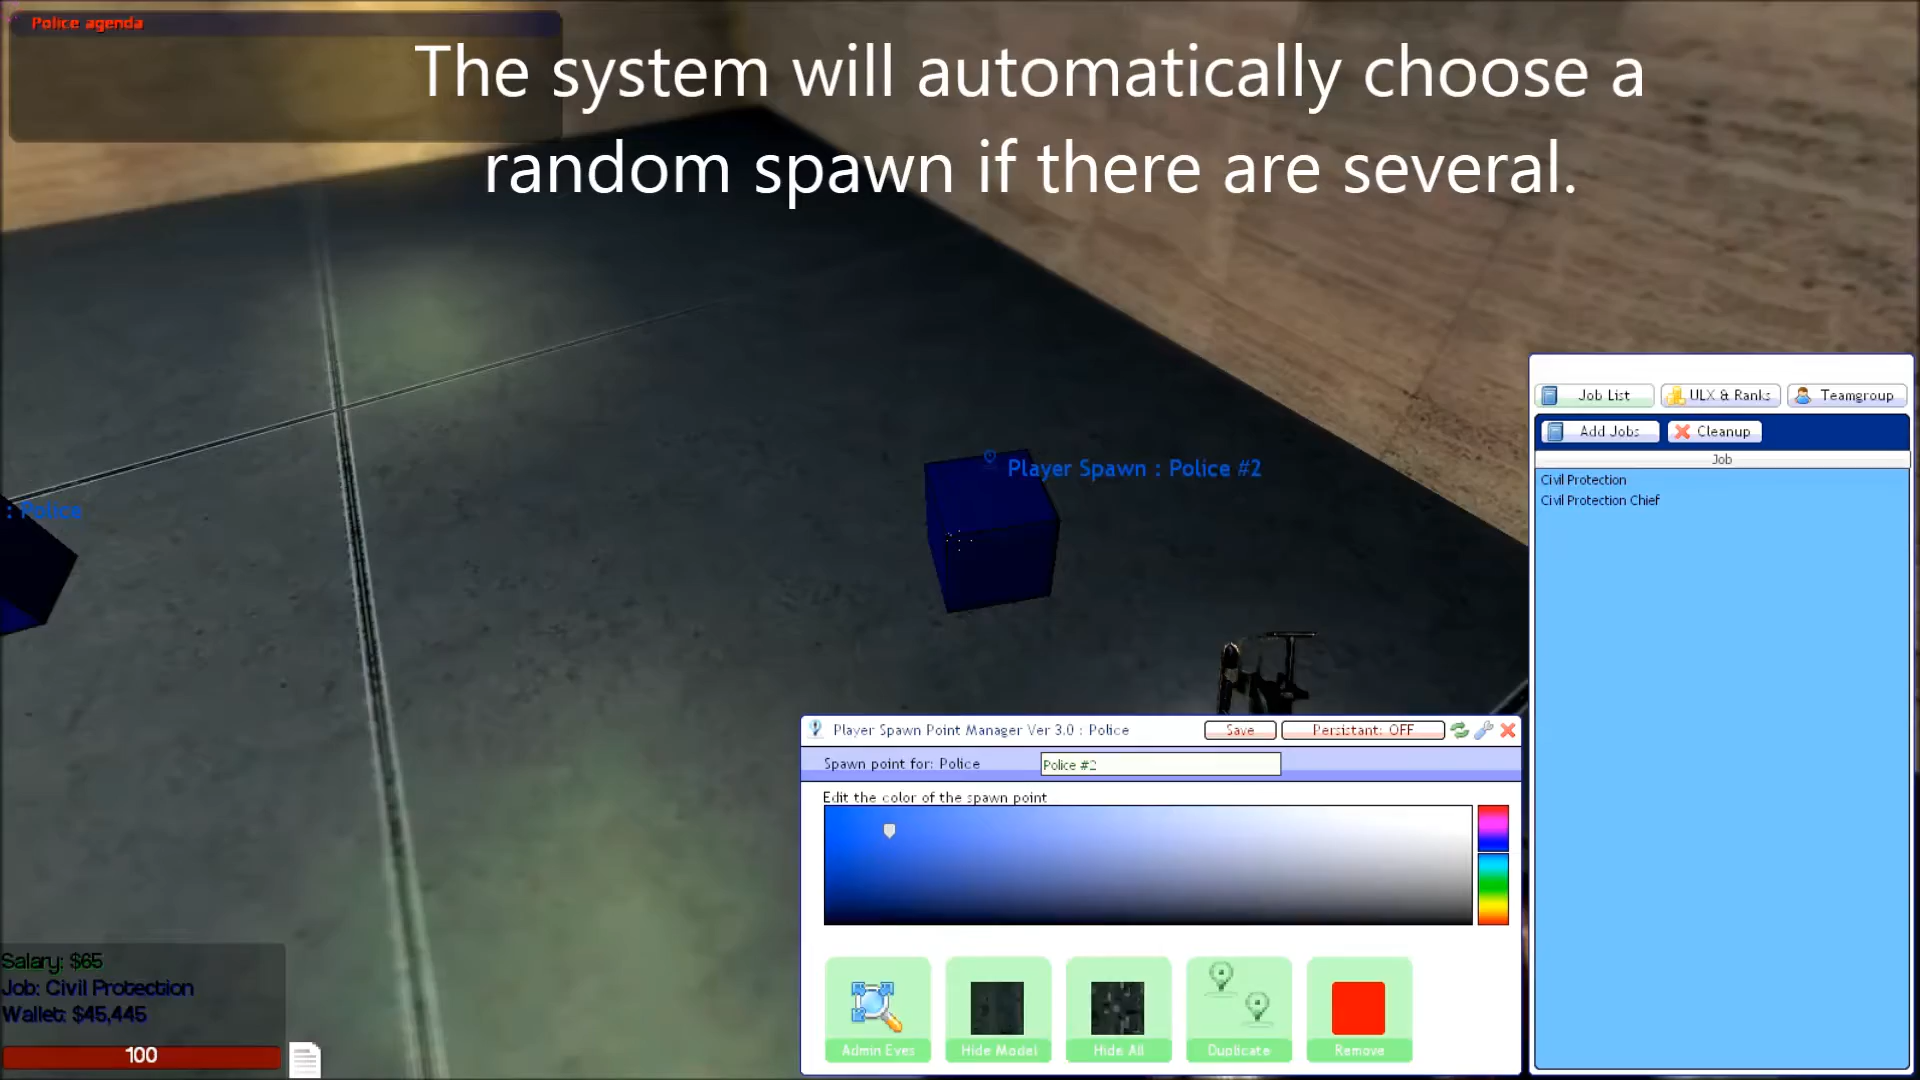 Police agenda
The system will automatically choose a
random spawn if there are several.
Player Spawn : Police #2
: Police
Job List
ULX & Ranks
Teamgroup
Add Jobs
Cleanup
Job
Civil Protection
Civil Protection Chief
Player Spawn Point Manager Ver 3.0 : Police
Save
Persistant: OFF
Spawn point for: Police
Police #2
Edit the color of the spawn point
Admin Eyes
Hide Model
Hide All
Duplicate
Remove
Salary: $65
Job: Civil Protection
Wallet: $45,445
100